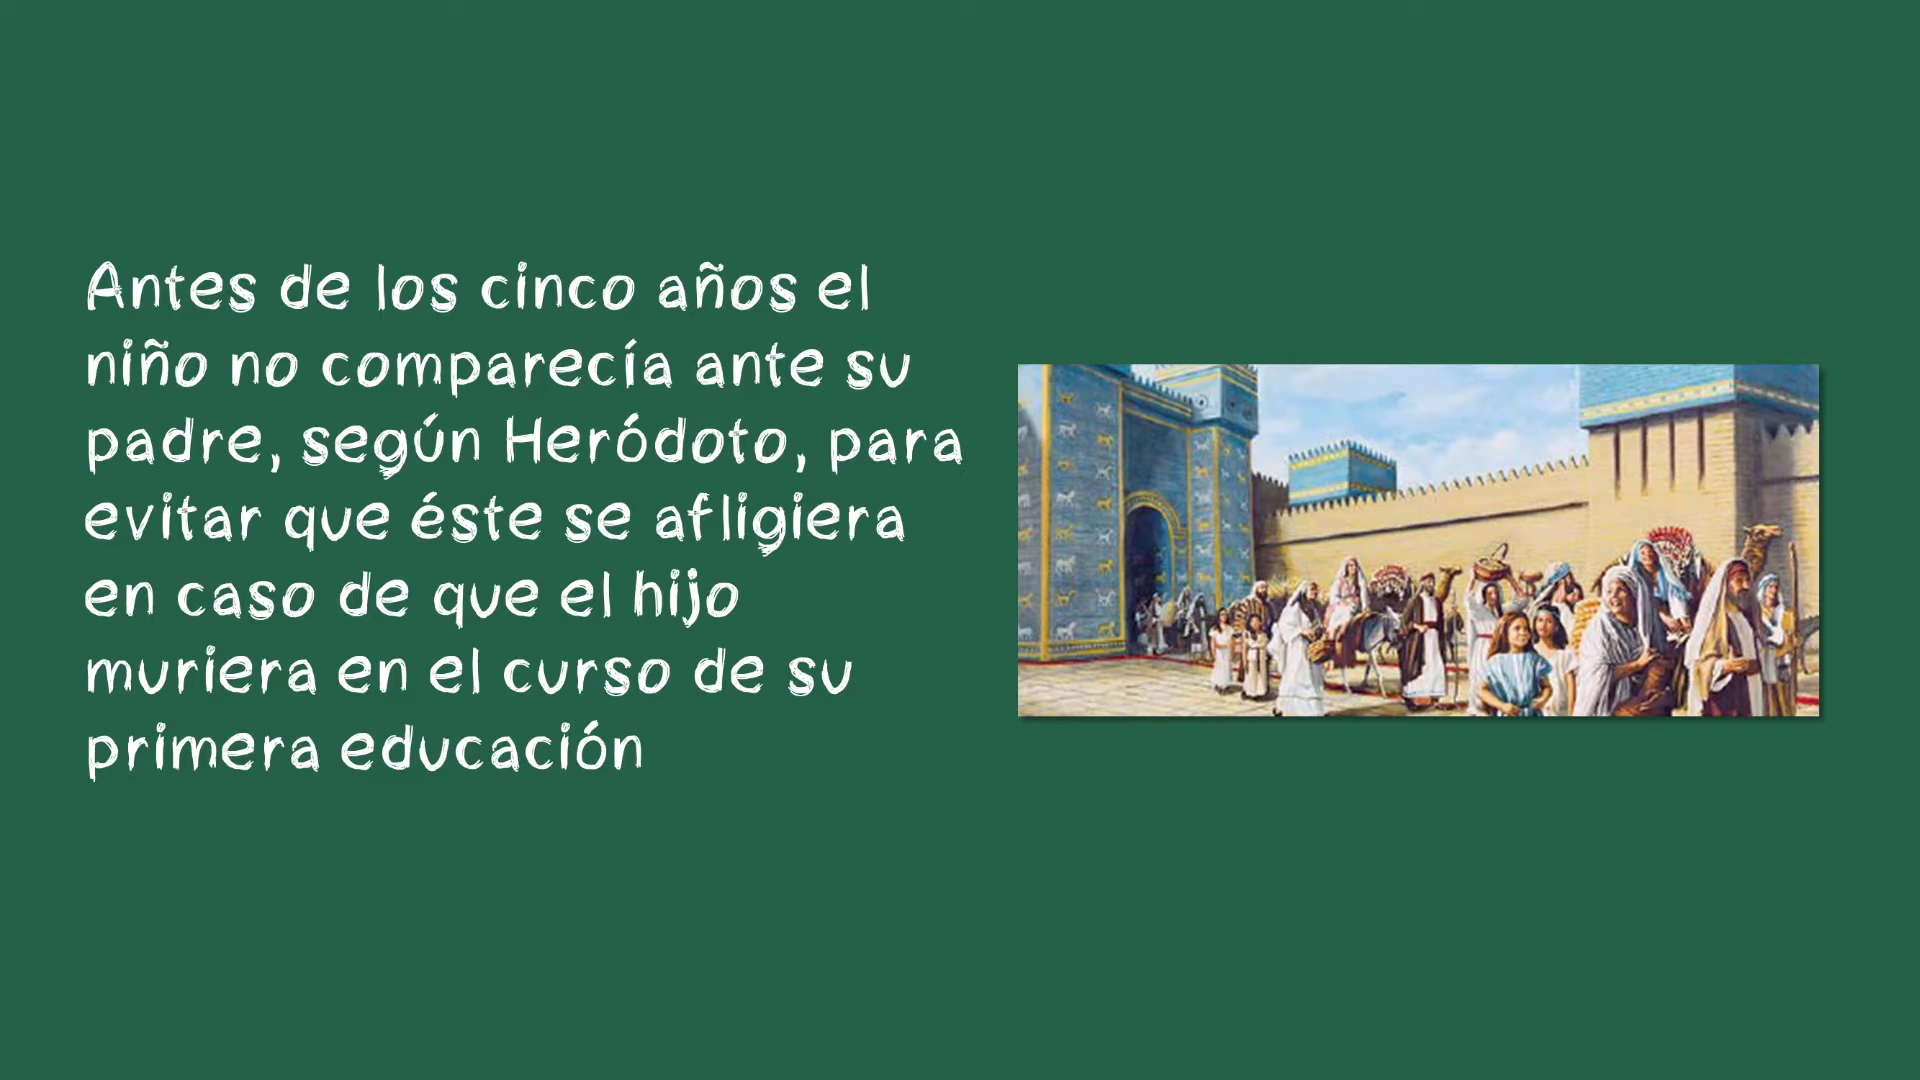 Antes de los cinco años el
niño no comparecía ante su
padre, según Heródoto, para
evitar que éste se afligiera
en caso de que el hijo
muriera en el curso de su
primera educación